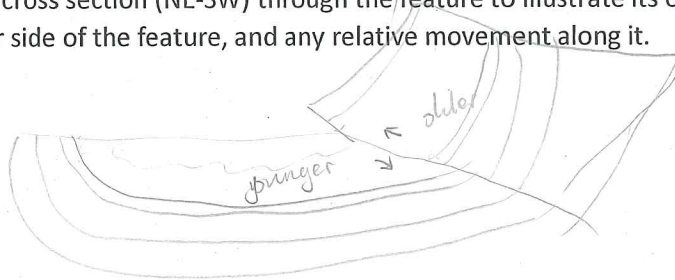 cross section (NE-SW) through the feature to illustrate its
side of the feature, and any relative movement along it.
older
younger